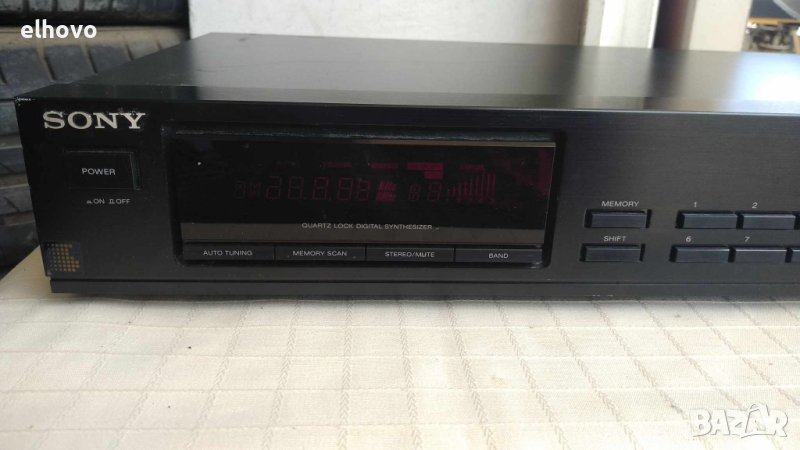 elhovo
SONY
POWER
ON OFF
QUARTZ LOCK DIGITAL SYNTHESIZER
AUTO TUNING MEMORY SCAN STEREO/MUTE BAND
MEMORY 1 2
SHIFT 6 7
BAZAR